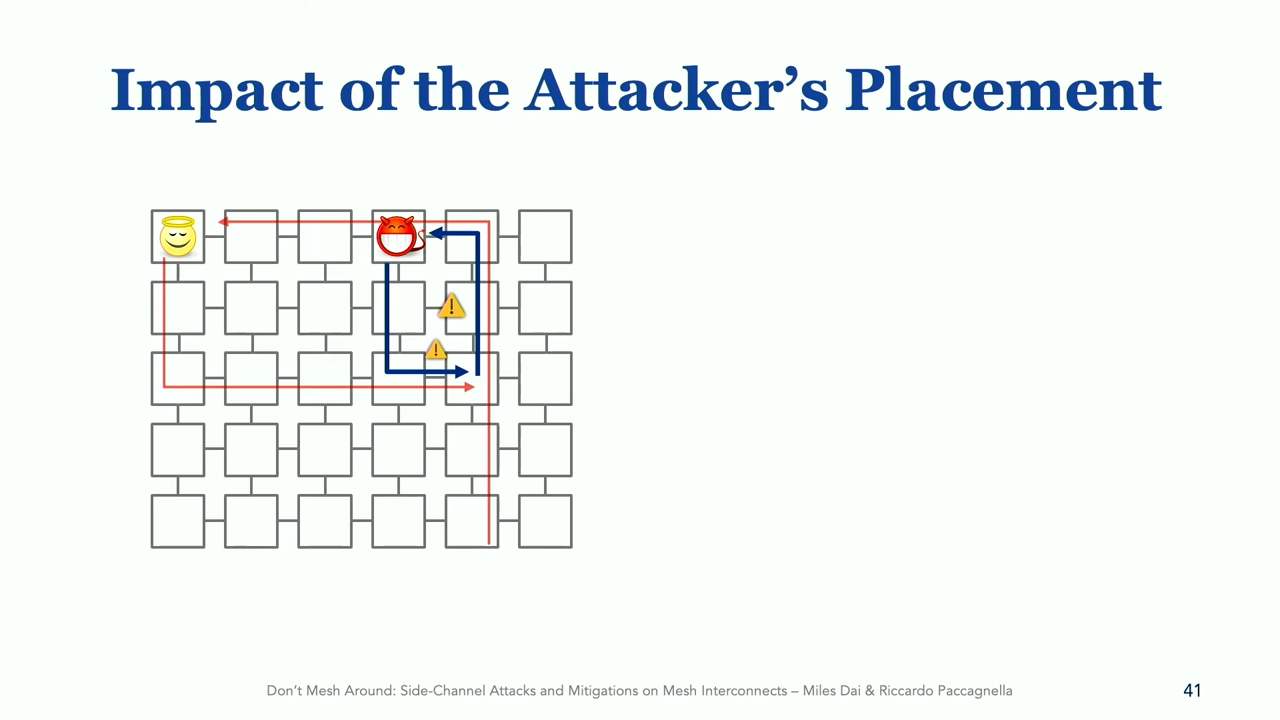 Impact of the Attacker’s Placement
Don’t Mesh Around: Side-Channel Attacks and Mitigations on Mesh Interconnects – Miles Dai & Riccardo Paccagnella
41